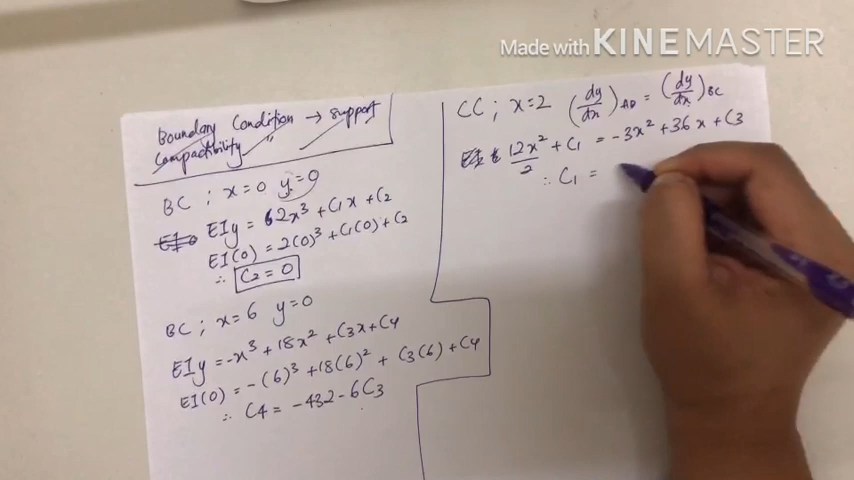 Made with KINEMASTER
Boundary Condition → support
Compactibility "
BC ; x=0 y=0
EIy = 2x³ + C₁x + C₂
EI(0) = 2(0)³ + C₁(0) + C₂
∴ C₂ = 0
BC ; x=6 y=0
EIy = -x³ + 18x² + C₃x + C₄
EI(0) = -(6)³ + 18(6)² + C₃(6) + C₄
∴ C₄ = -432 - 6C₃
CC ; x=2 (dy/dx)AB = (dy/dx)BC
12x²/2 + C₁ = -3x² + 36x + C₃
∴ C₁ =